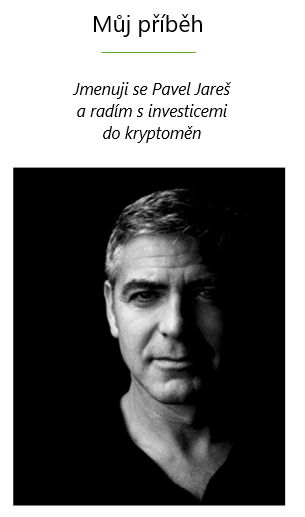 Můj příběh
Jmenuji se Pavel Jareš
a radím s investicemi
do kryptoměn